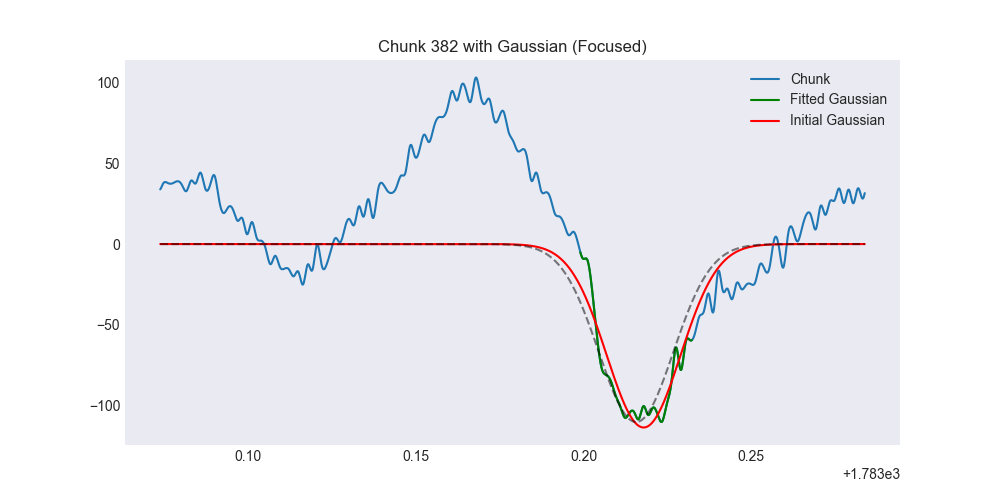 Chunk 382 with Gaussian (Focused)
Chunk
Fitted Gaussian
Initial Gaussian
100
50
0
−50
−100
0.10 0.15 0.20 0.25
+1.783e3